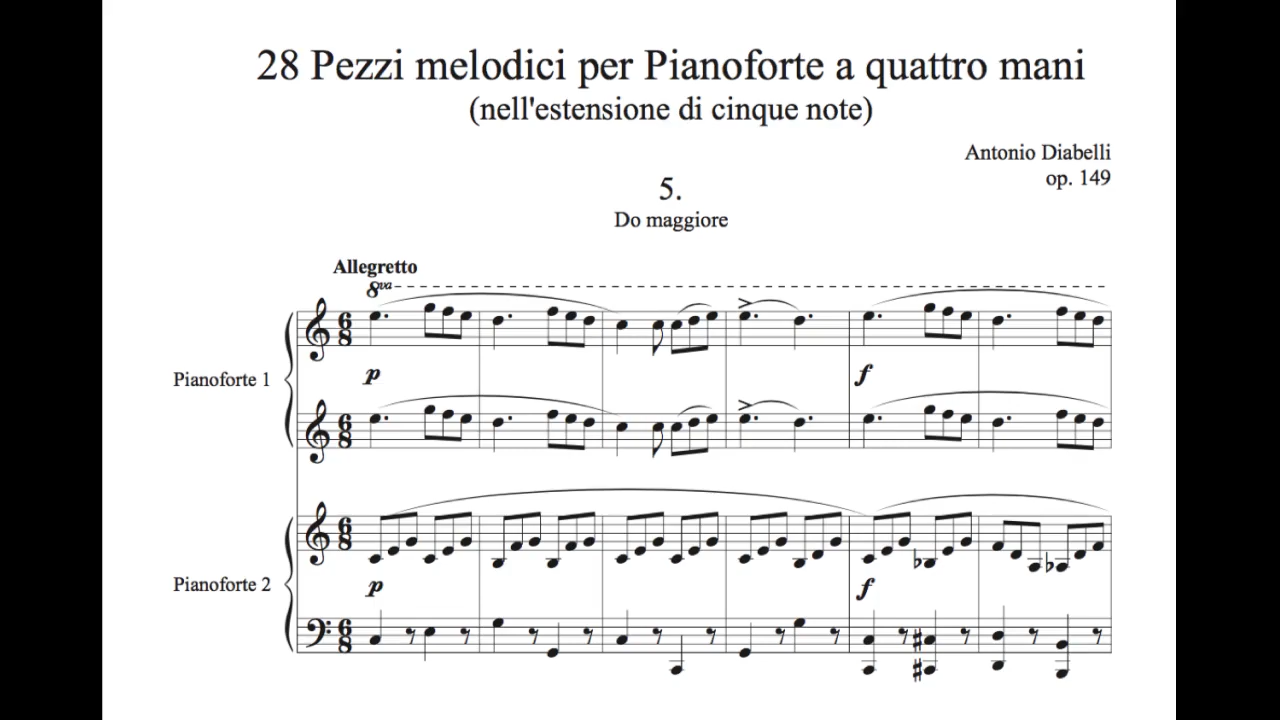 28 Pezzi melodici per Pianoforte a quattro mani
(nell'estensione di cinque note)
Antonio Diabelli
op. 149
5.
Do maggiore
Allegretto
8va
p
f
Pianoforte 1
p
f
Pianoforte 2